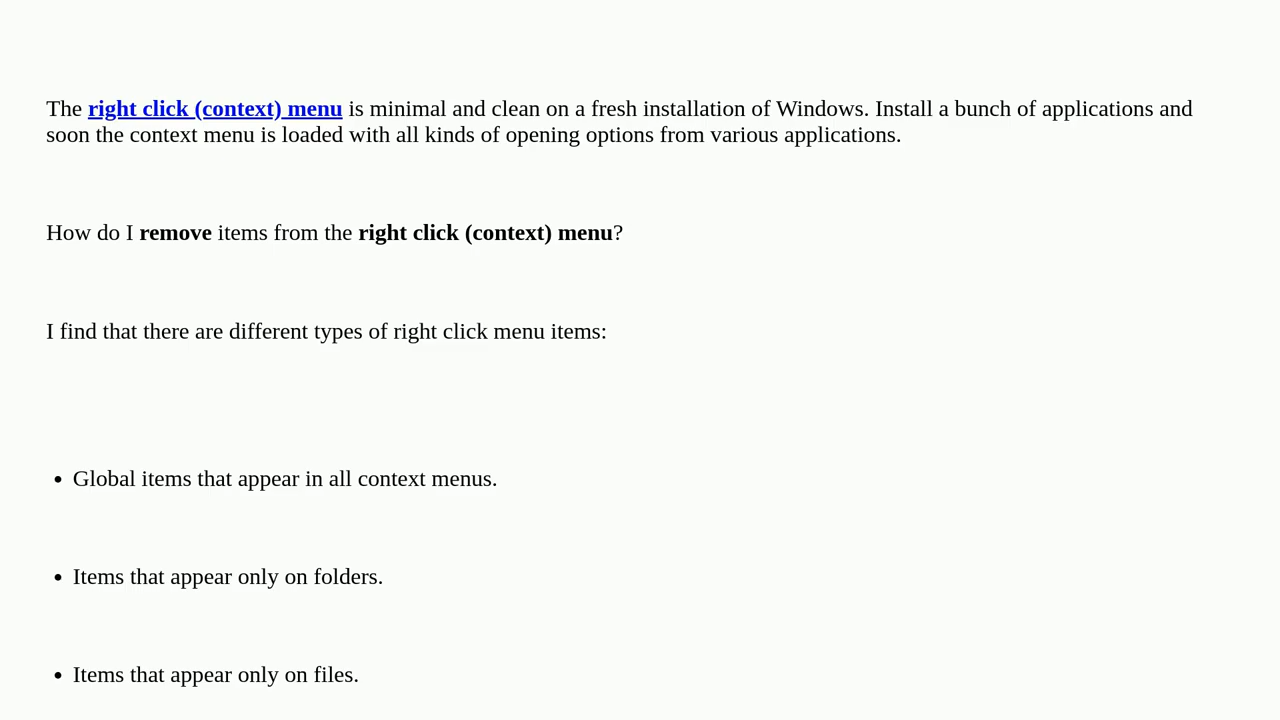 The right click (context) menu is minimal and clean on a fresh installation of Windows. Install a bunch of applications and
soon the context menu is loaded with all kinds of opening options from various applications.
How do I remove items from the right click (context) menu?
I find that there are different types of right click menu items:
• Global items that appear in all context menus.
• Items that appear only on folders.
• Items that appear only on files.